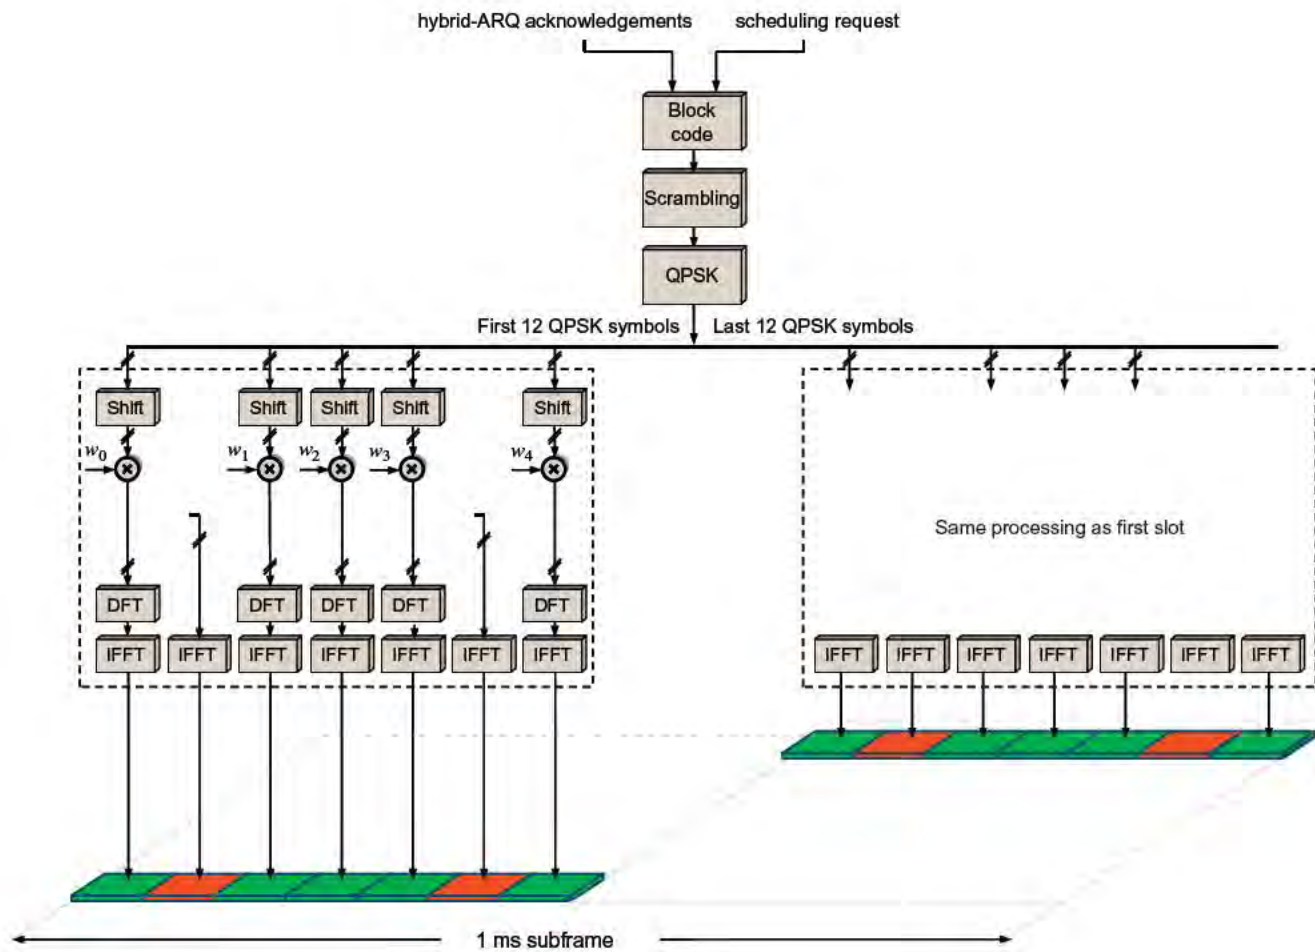 hybrid-ARQ acknowledgements scheduling request
Block
code
Scrambling
QPSK
First 12 QPSK symbols Last 12 QPSK symbols
Shift Shift Shift Shift Shift
w0 w1 w2 w3 w4
Same processing as first slot
DFT DFT DFT DFT DFT
IFFT IFFT IFFT IFFT IFFT IFFT IFFT IFFT IFFT IFFT IFFT IFFT IFFT IFFT
1 ms subframe